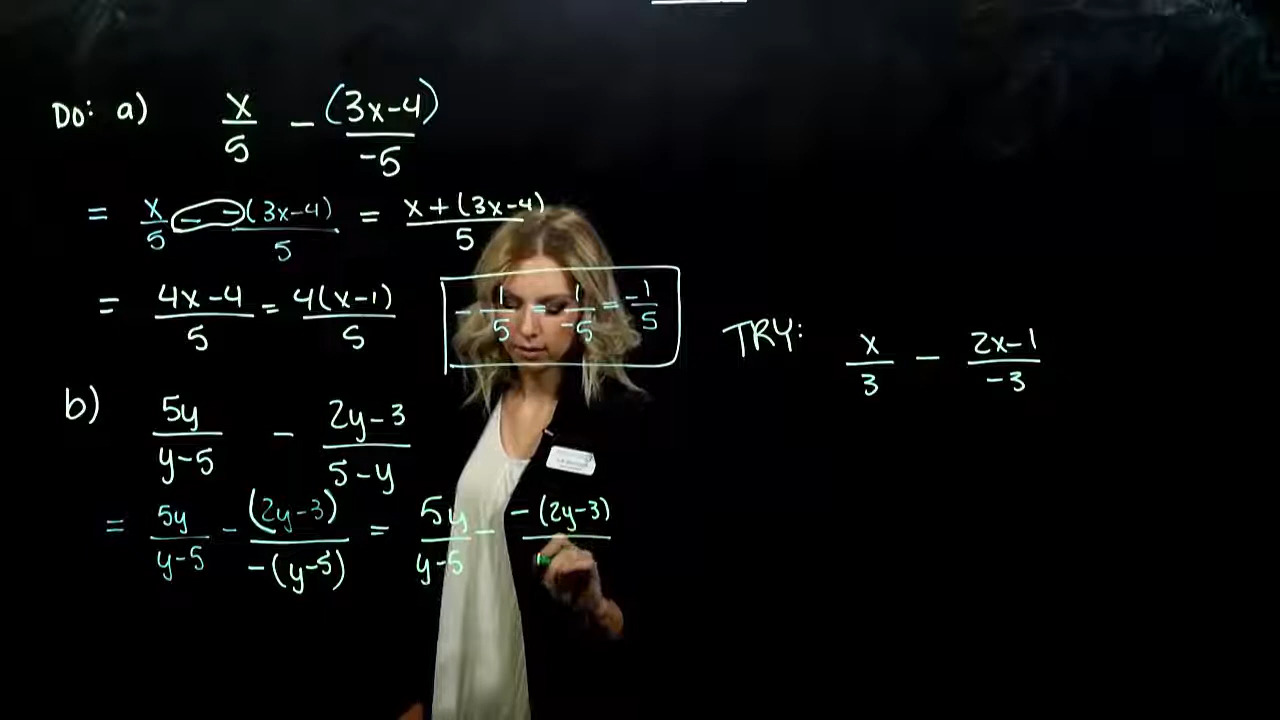 Do: a) x/5 - (3x-4)/-5
= x/5 - -(3x-4)/5 = x+(3x-4)/5
= 4x-4/5 = 4(x-1)/5
- 1/5 = 1/-5 = -1/5
TRY: x/3 - 2x-1/-3
b) 5y/y-5 - 2y-3/5-y
= 5y/y-5 - (2y-3)/-(y-5) = 5y/y-5 - -(2y-3)/